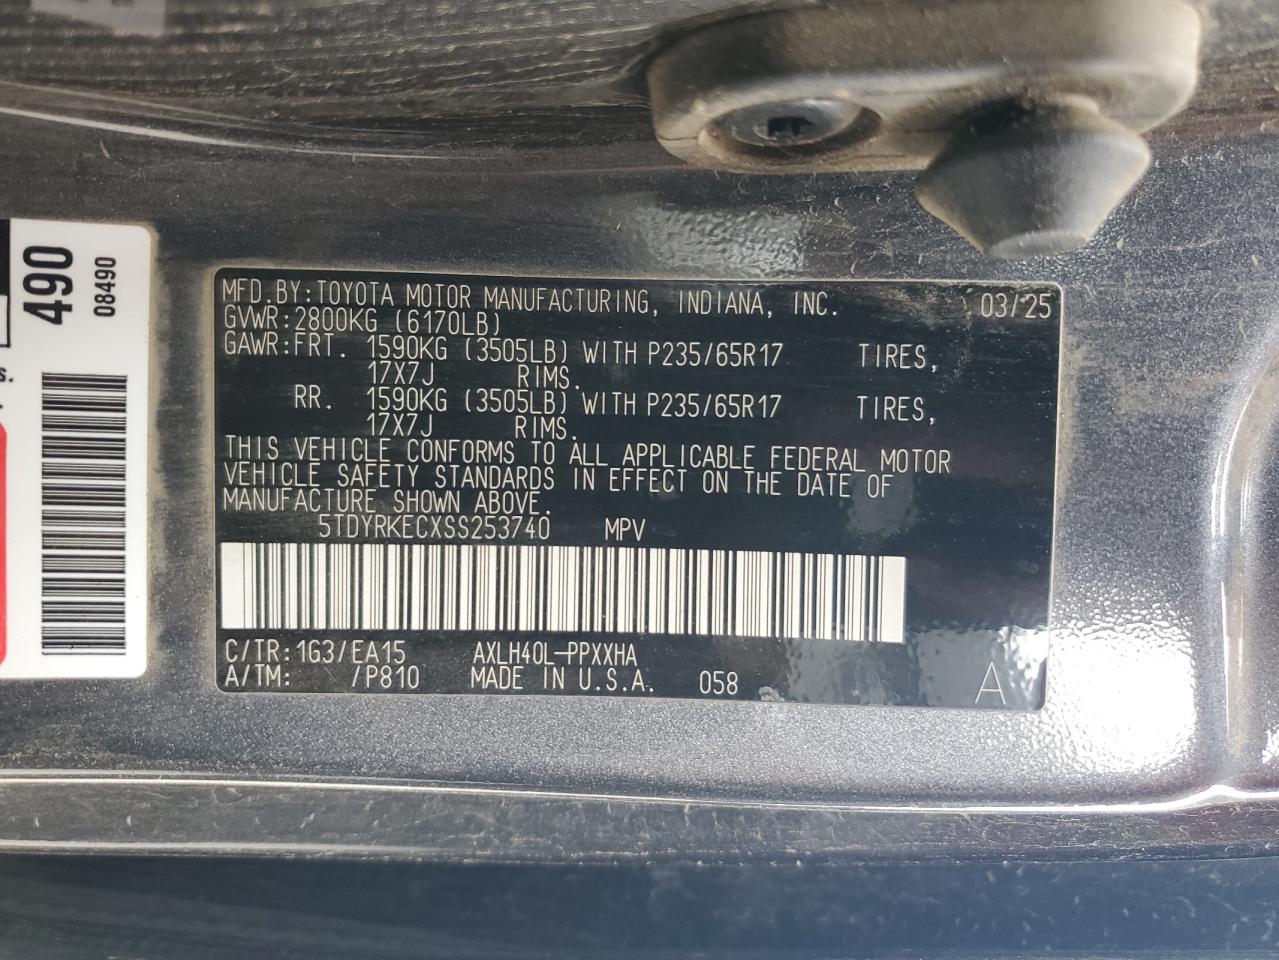 MFD.BY:TOYOTA MOTOR MANUFACTURING, INDIANA, INC. 03/25
GVWR:2800KG (6170LB)
GAWR:FRT. 1590KG (3505LB) WITH P235/65R17 TIRES,
17X7J RIMS.
RR. 1590KG (3505LB) WITH P235/65R17 TIRES,
17X7J RIMS.
THIS VEHICLE CONFORMS TO ALL APPLICABLE FEDERAL MOTOR
VEHICLE SAFETY STANDARDS IN EFFECT ON THE DATE OF
MANUFACTURE SHOWN ABOVE.
5TDYRKECXSS253740 MPV
C/TR:1G3/EA15 AXLH40L-PPXXHA
A/TM: /P810 MADE IN U.S.A. 058 A
490
08490